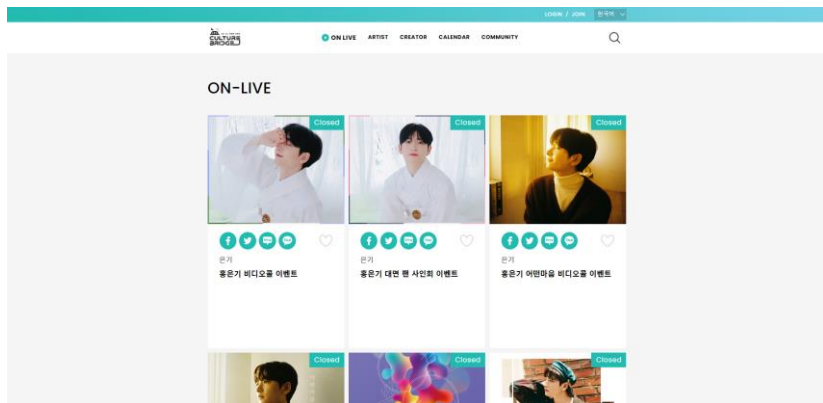 LOGIN / JOIN 한국어
CULTURE
BRIDGE
ON LIVE ARTIST CREATOR CALENDAR COMMUNITY
ON-LIVE
Closed Closed Closed
은기 은기 은기
홍은기 비디오콜 이벤트 홍은기 대면 팬 사인회 이벤트 홍은기 어떤마음 비디오콜 이벤트
Closed Closed Closed